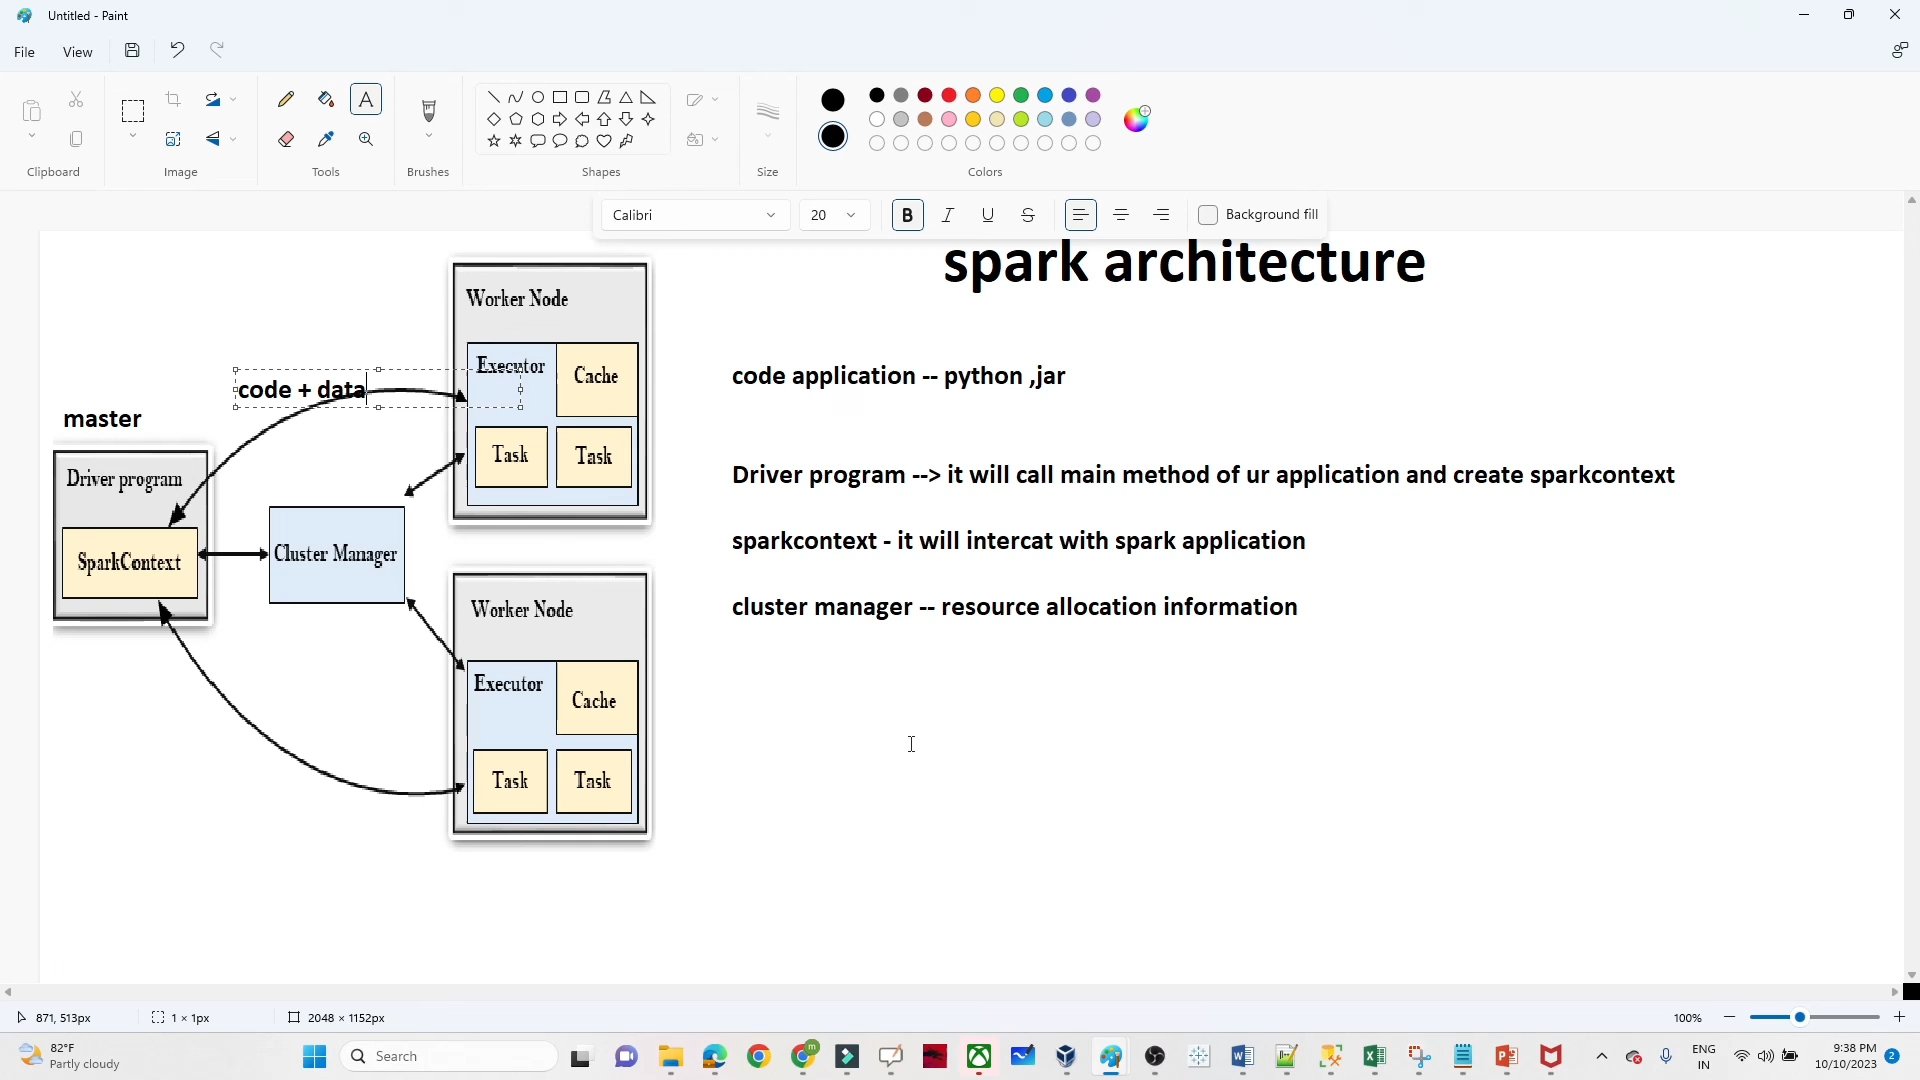 Untitled - Paint
File
View
Clipboard
Image
Tools
Brushes
Shapes
Size
Colors
Calibri
20
B
Background fill
spark architecture
Worker Node
Executor
Cache
Task
Task
code + data
master
Driver program
SparkContext
Cluster Manager
Worker Node
Executor
Cache
Task
Task
code application -- python ,jar
Driver program --> it will call main method of ur application and create sparkcontext
sparkcontext - it will intercat with spark application
cluster manager -- resource allocation information
871, 513px
1 × 1px
2048 × 1152px
100%
82°F
Partly cloudy
Search
ENG
IN
9:38 PM
10/10/2023
2